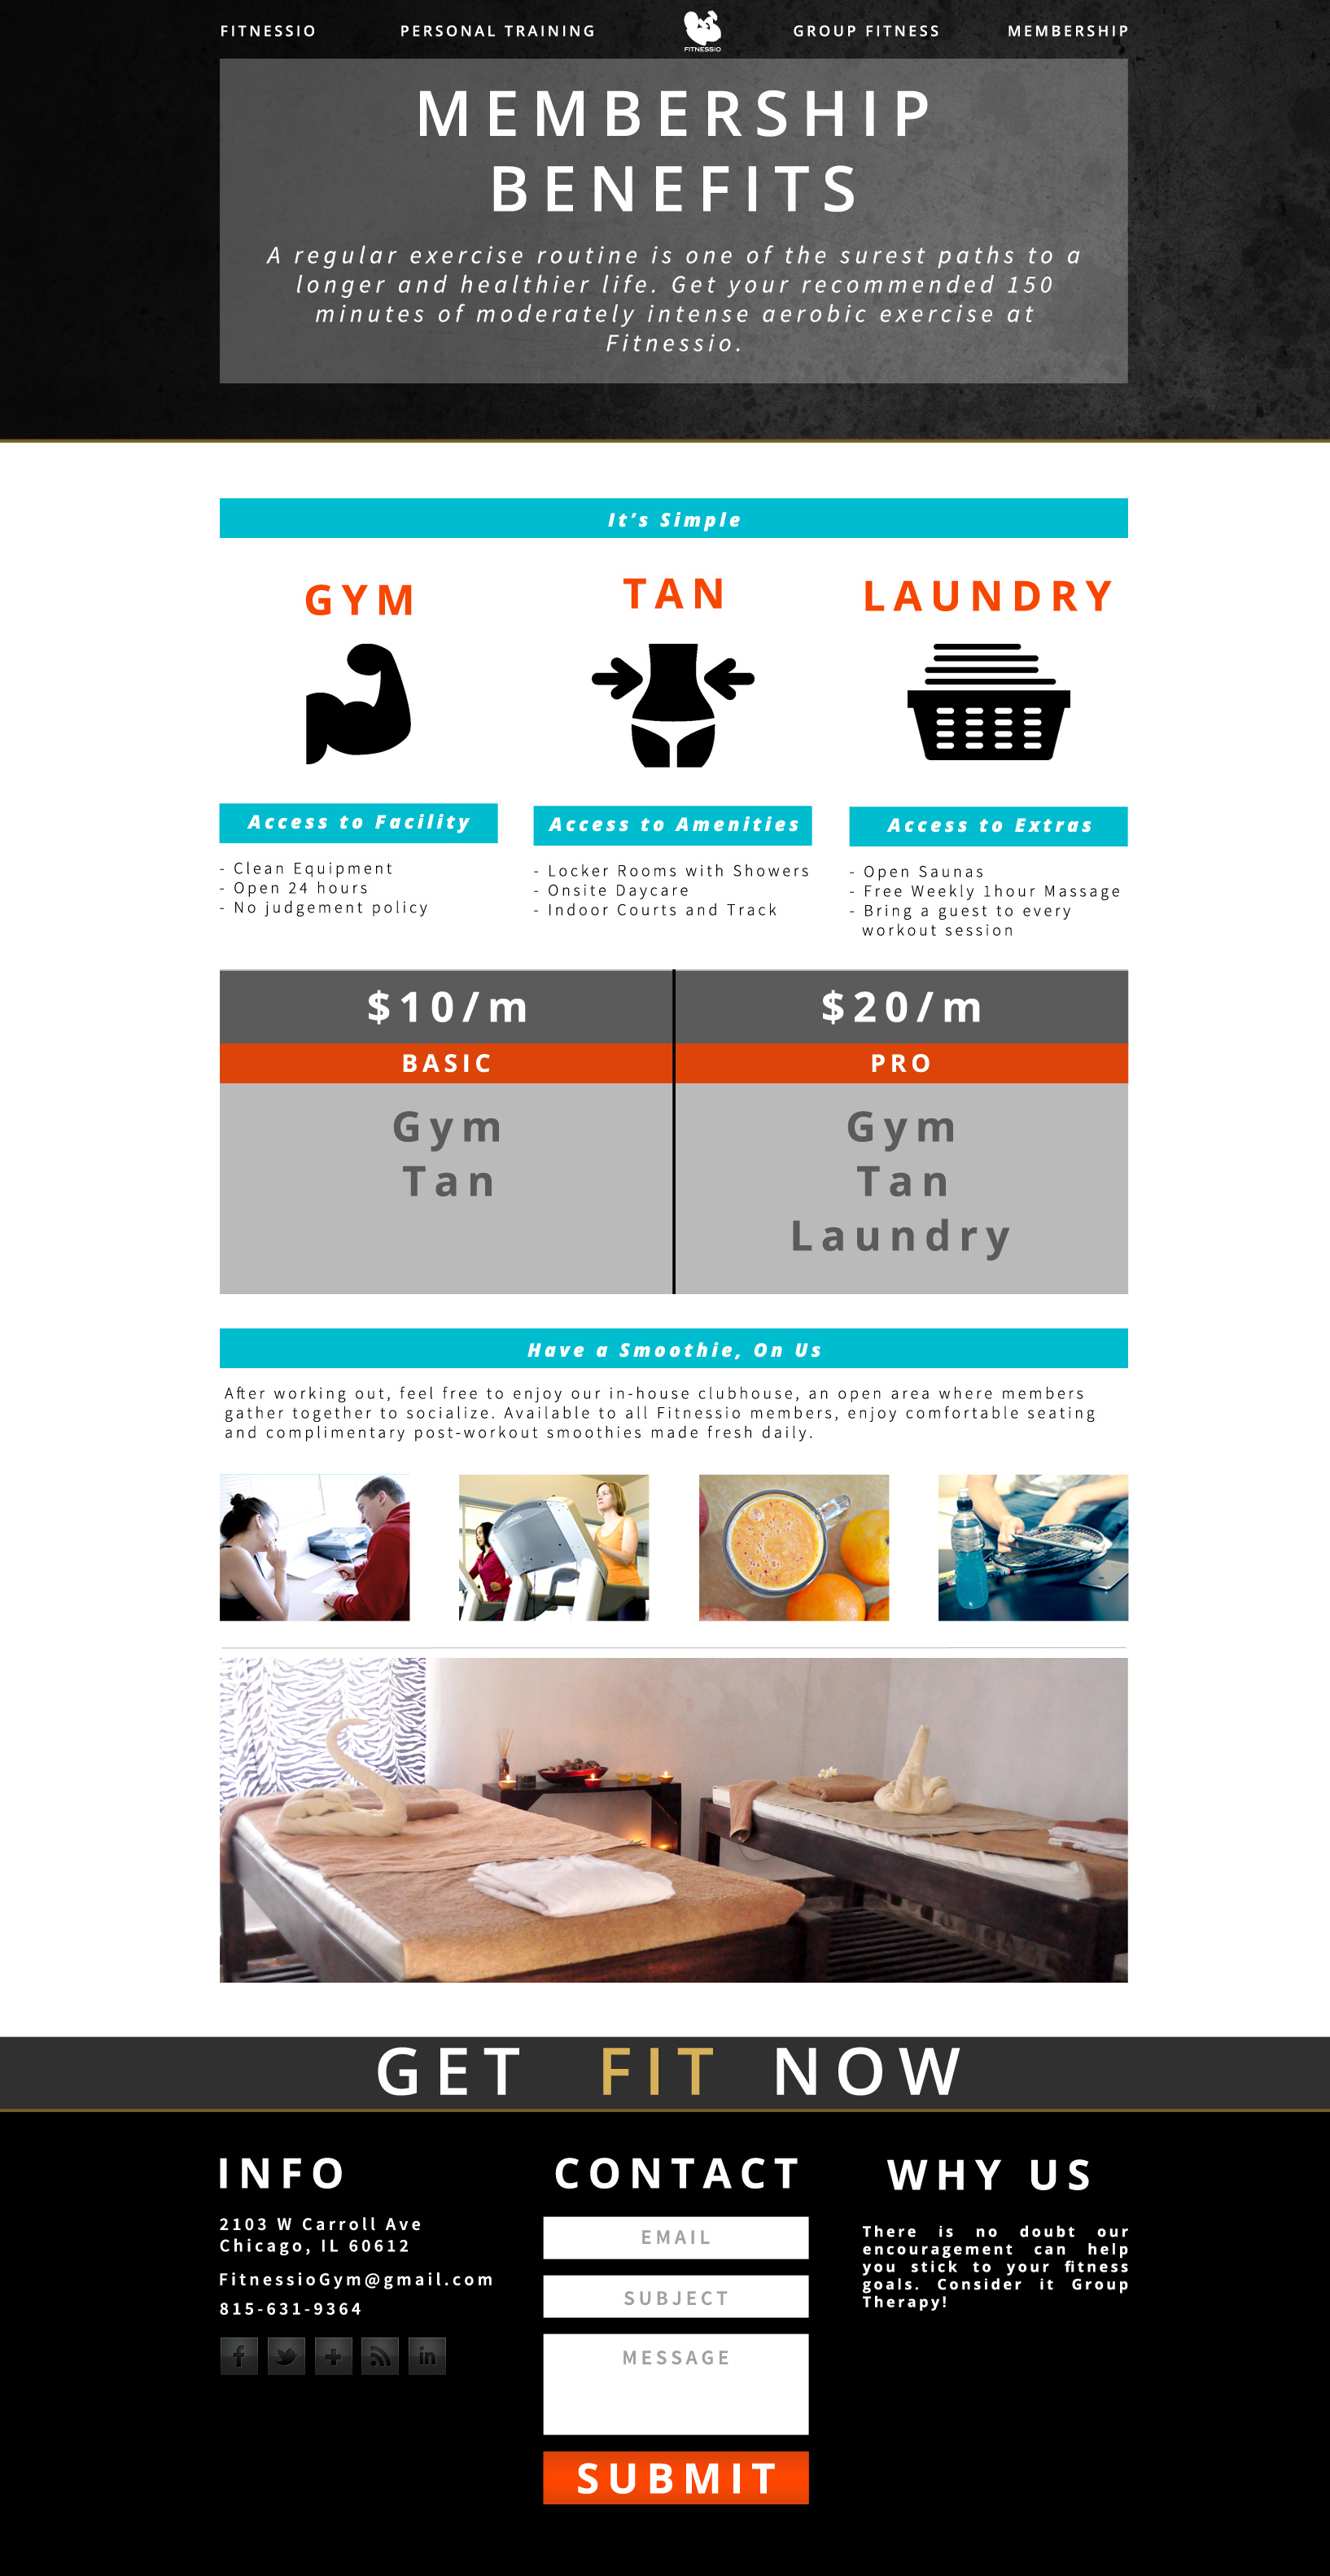 FITNESSIO
PERSONAL TRAINING
FITNESSIO
GROUP FITNESS
MEMBERSHIP
MEMBERSHIP
BENEFITS
A regular exercise routine is one of the surest paths to a
longer and healthier life. Get your recommended 150
minutes of moderately intense aerobic exercise at
Fitnessio.
It’s Simple
GYM
TAN
LAUNDRY
Access to Facility
- Clean Equipment
- Open 24 hours
- No judgement policy
Access to Amenities
- Locker Rooms with Showers
- Onsite Daycare
- Indoor Courts and Track
Access to Extras
- Open Saunas
- Free Weekly 1hour Massage
- Bring a guest to every
workout session
$10/m
BASIC
Gym
Tan
$20/m
PRO
Gym
Tan
Laundry
Have a Smoothie, On Us
After working out, feel free to enjoy our in-house clubhouse, an open area where members
gather together to socialize. Available to all Fitnessio members, enjoy comfortable seating
and complimentary post-workout smoothies made fresh daily.
GET FIT NOW
INFO
2103 W Carroll Ave
Chicago, IL 60612
FitnessioGym@gmail.com
815-631-9364
f
in
CONTACT
EMAIL
SUBJECT
MESSAGE
SUBMIT
WHY US
There is no doubt our
encouragement can help
you stick to your fitness
goals. Consider it Group
Therapy!